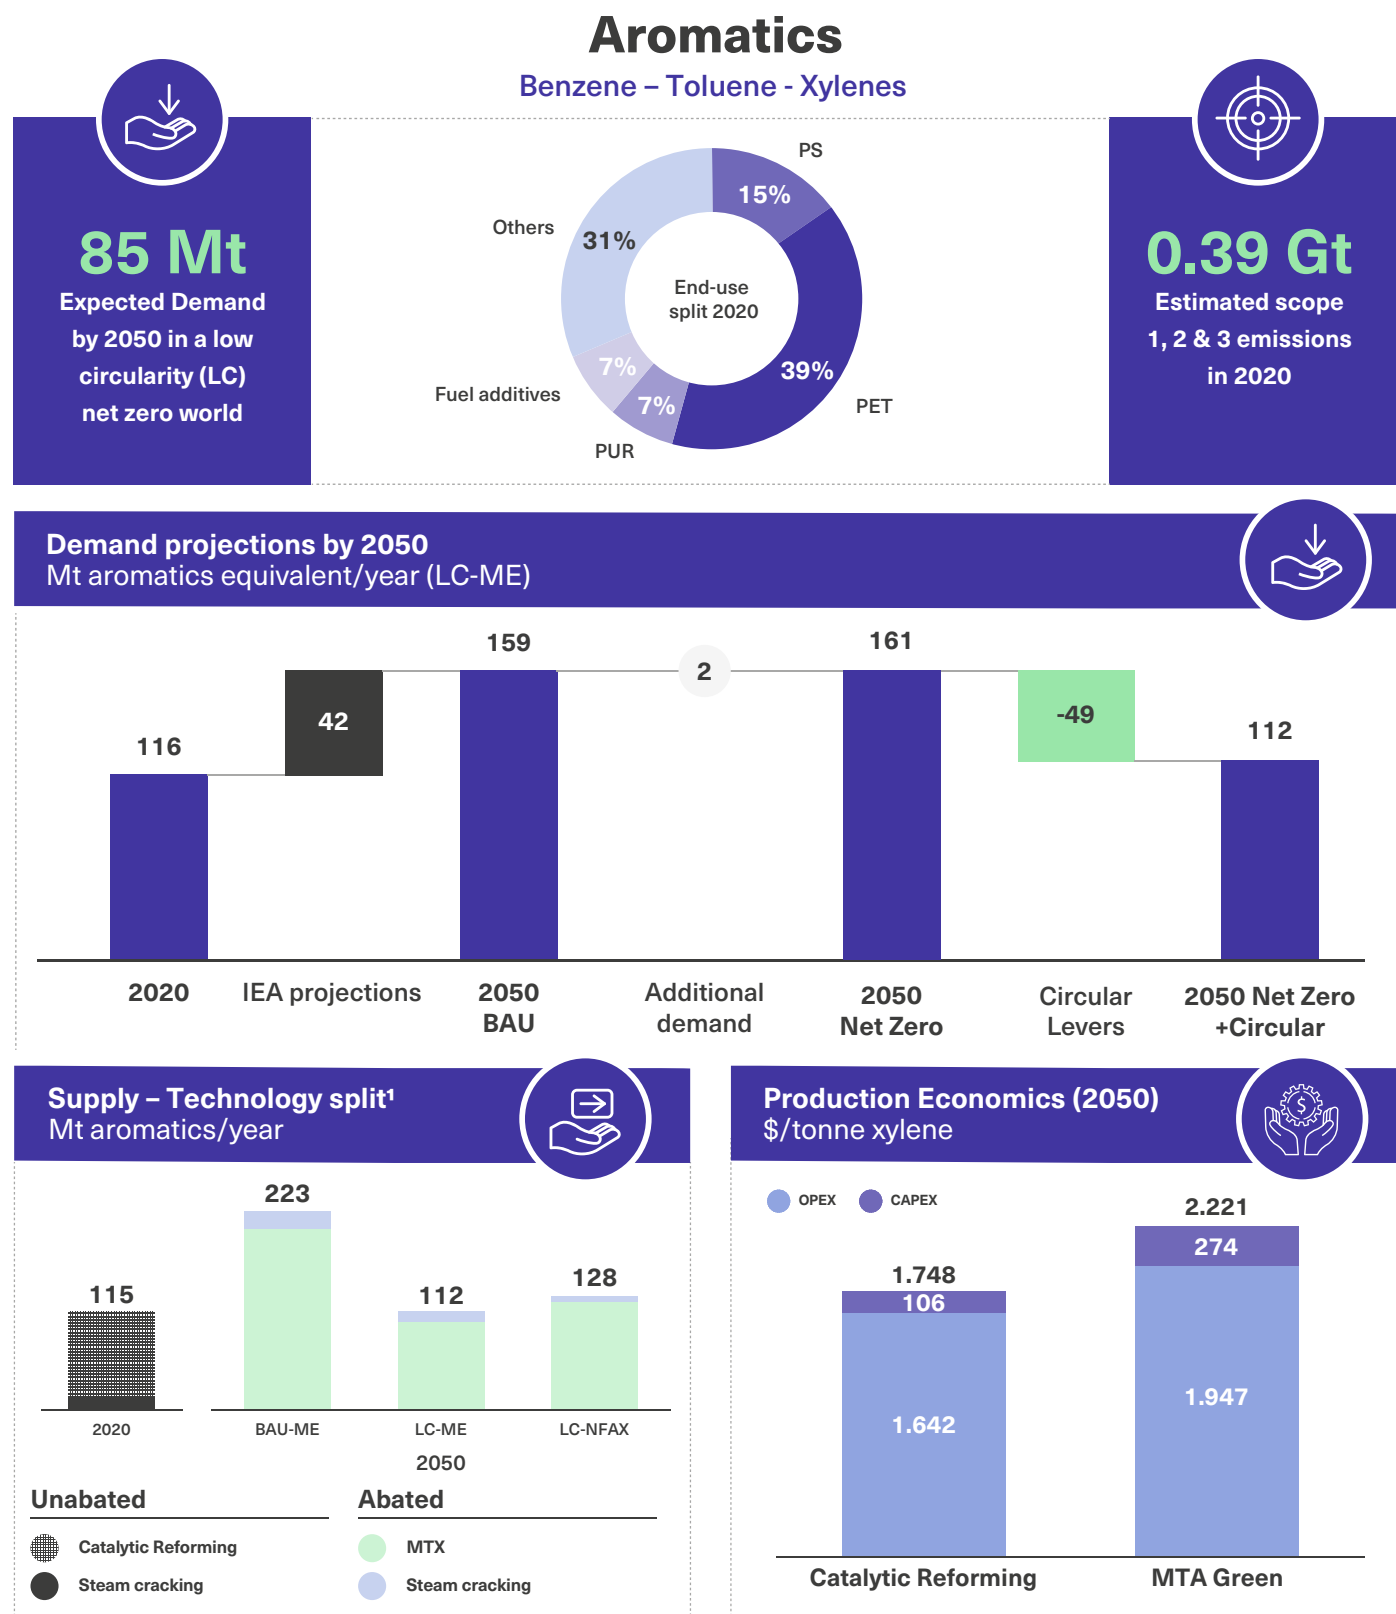 Aromatics
Benzene – Toluene - Xylenes
85 Mt
Expected Demand
by 2050 in a low
circularity (LC)
net zero world
PS
15%
Others
31%
End-use
split 2020
7%
39%
Fuel additives
7%
PET
PUR
0.39 Gt
Estimated scope
1, 2 & 3 emissions
in 2020
Demand projections by 2050
Mt aromatics equivalent/year (LC-ME)
116
42
159
2
161
-49
112
2020
IEA projections
2050
BAU
Additional
demand
2050
Net Zero
Circular
Levers
2050 Net Zero
+Circular
Supply – Technology split¹
Mt aromatics/year
115
223
112
128
2020
BAU-ME
LC-ME
LC-NFAX
2050
Unabated
Catalytic Reforming
Steam cracking
Abated
MTX
Steam cracking
Production Economics (2050)
$/tonne xylene
$
OPEX
CAPEX
1.748
106
1.642
2.221
274
1.947
Catalytic Reforming
MTA Green